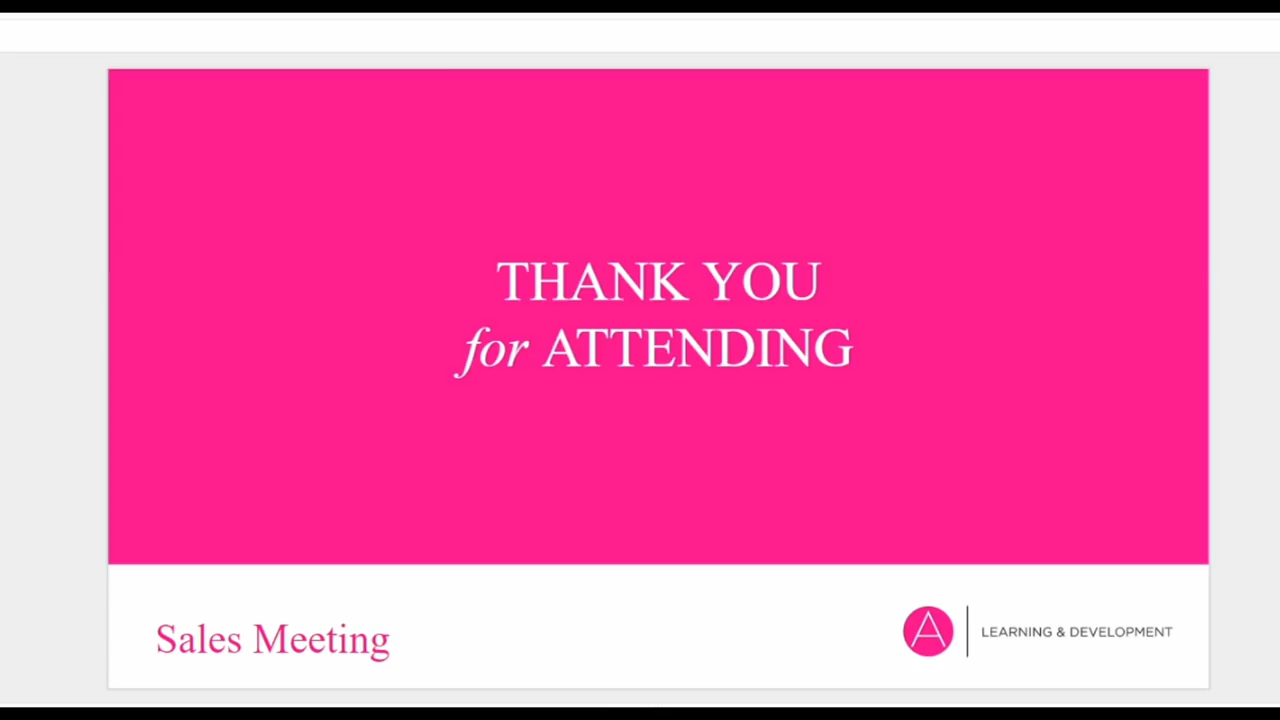 THANK YOU
for ATTENDING
Sales Meeting
A
LEARNING & DEVELOPMENT